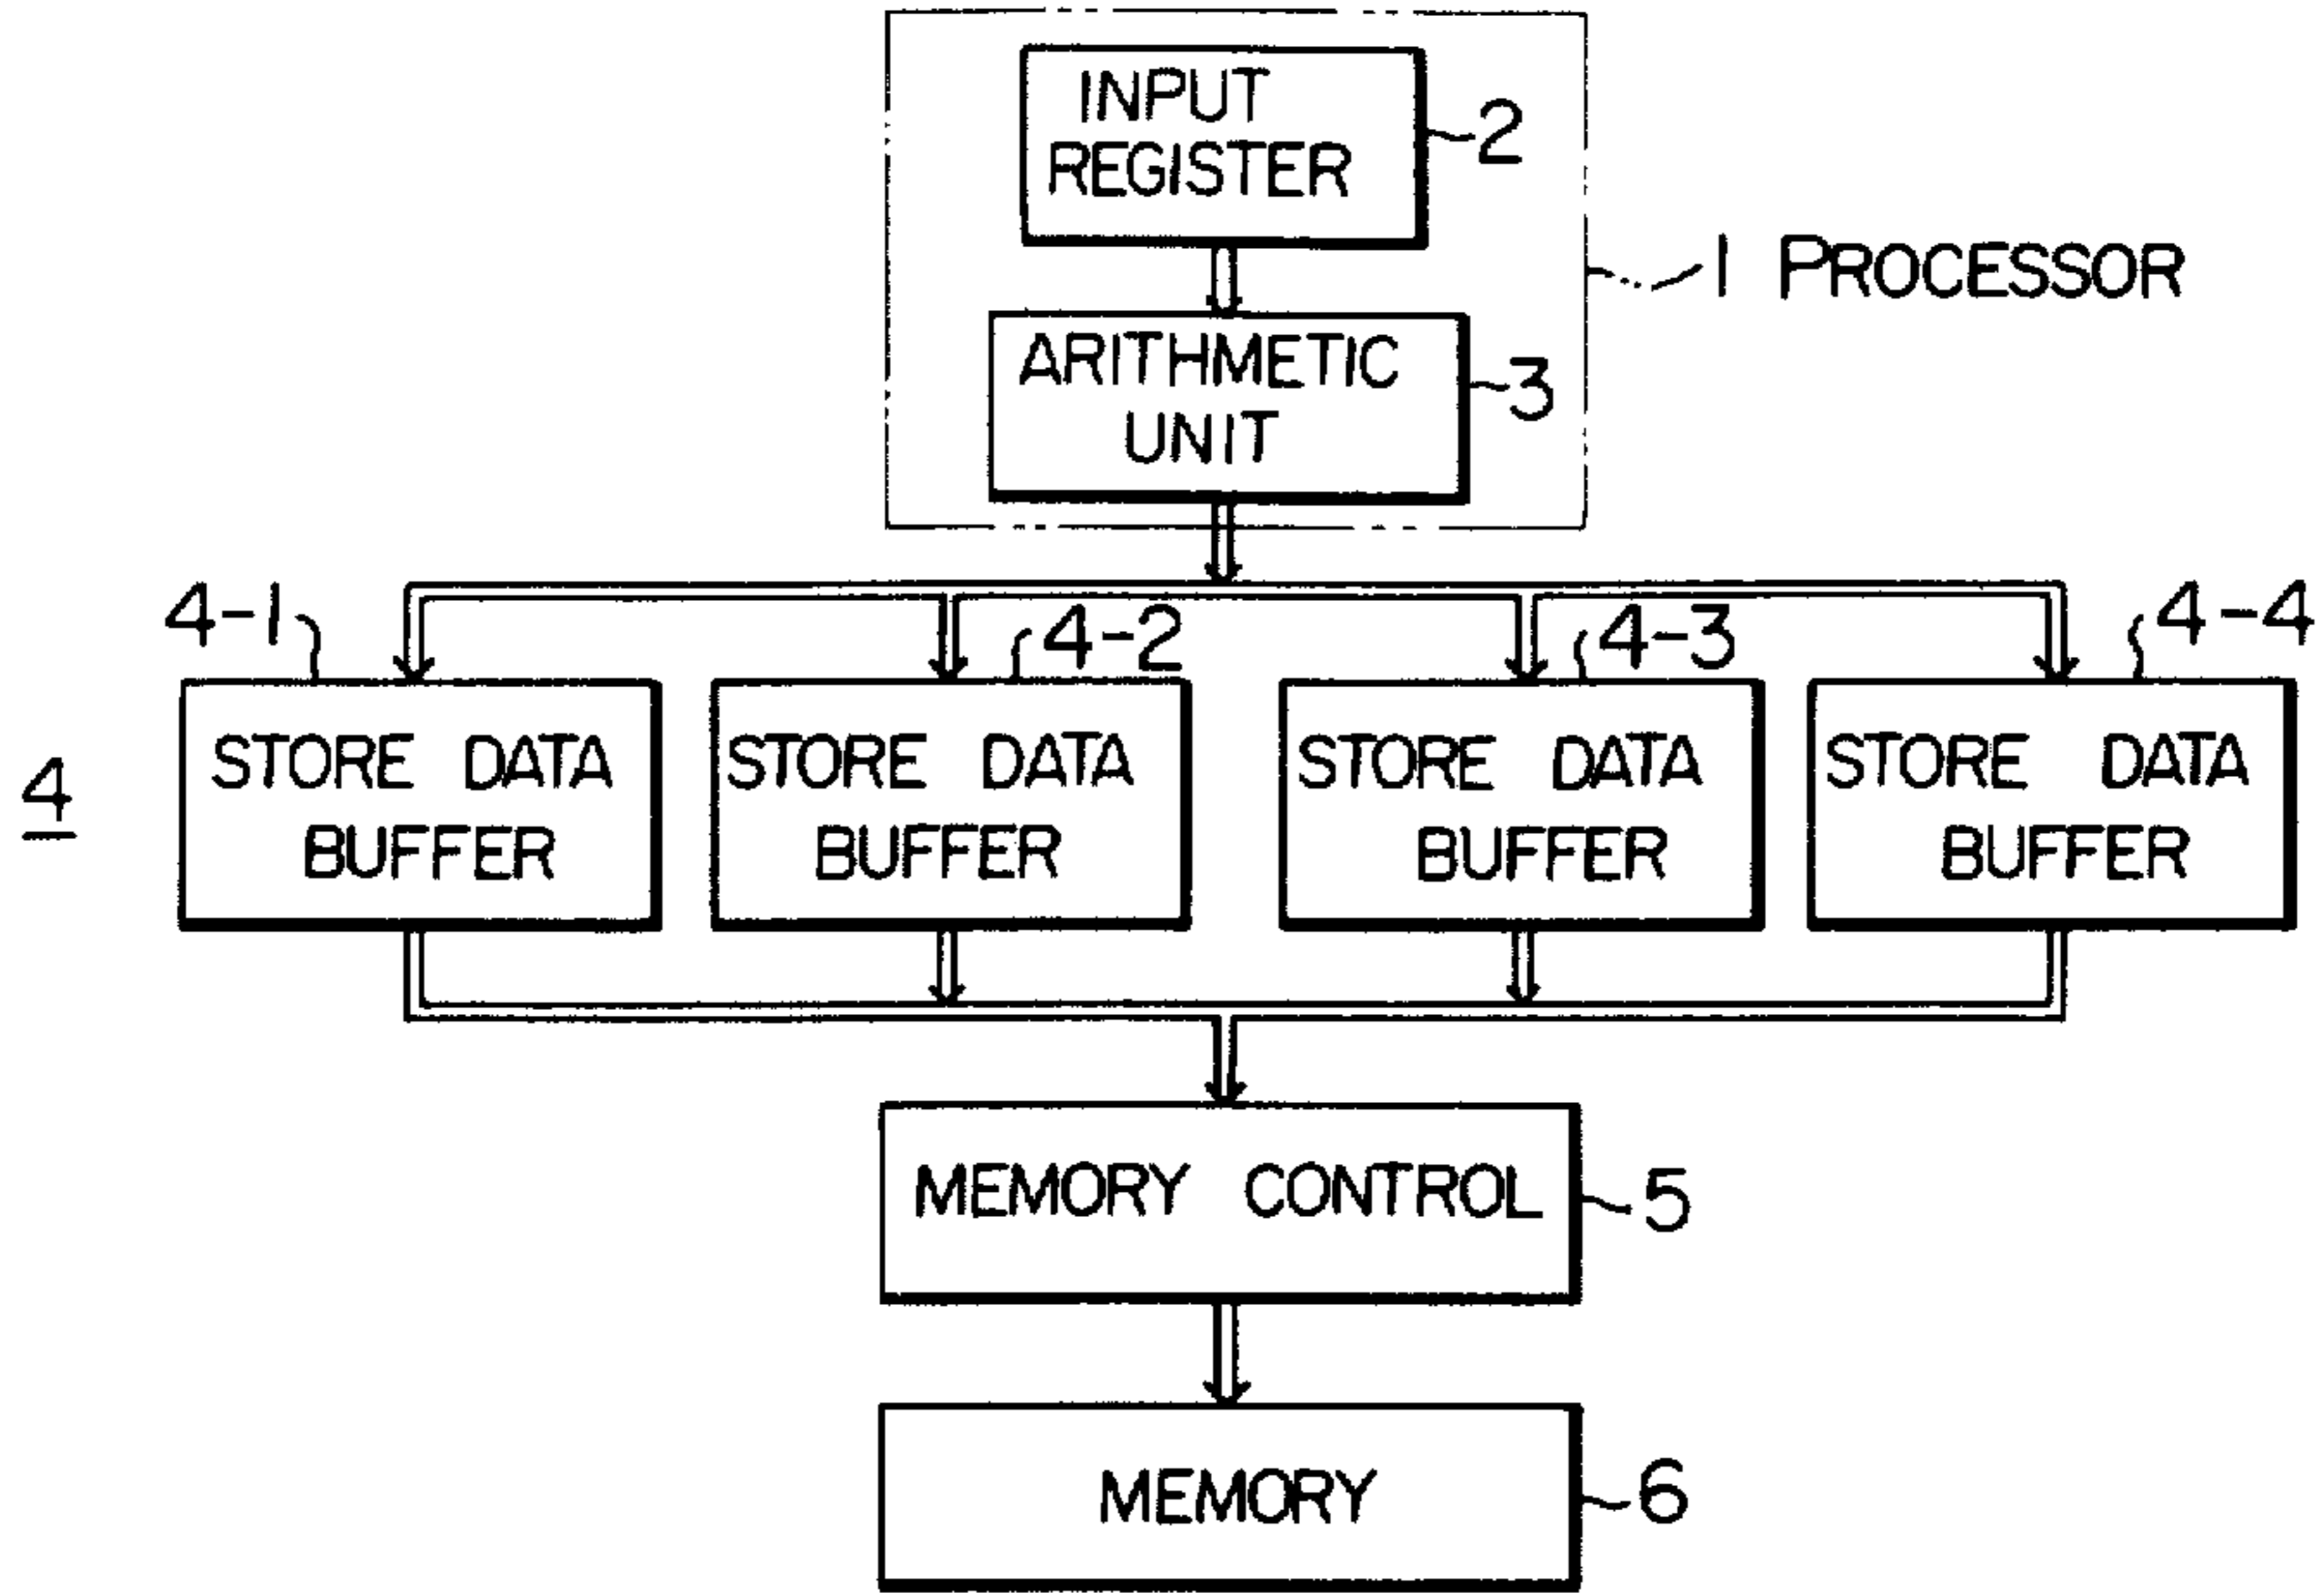 INPUT
REGISTER
2
1 PROCESSOR
ARITHMETIC
UNIT
3
4-1
4-2
4-3
4-4
4
STORE DATA
BUFFER
STORE DATA
BUFFER
STORE DATA
BUFFER
STORE DATA
BUFFER
MEMORY CONTROL
5
MEMORY
6